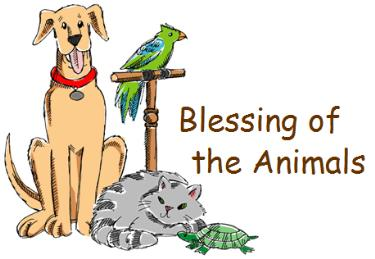 Blessing of
the Animals